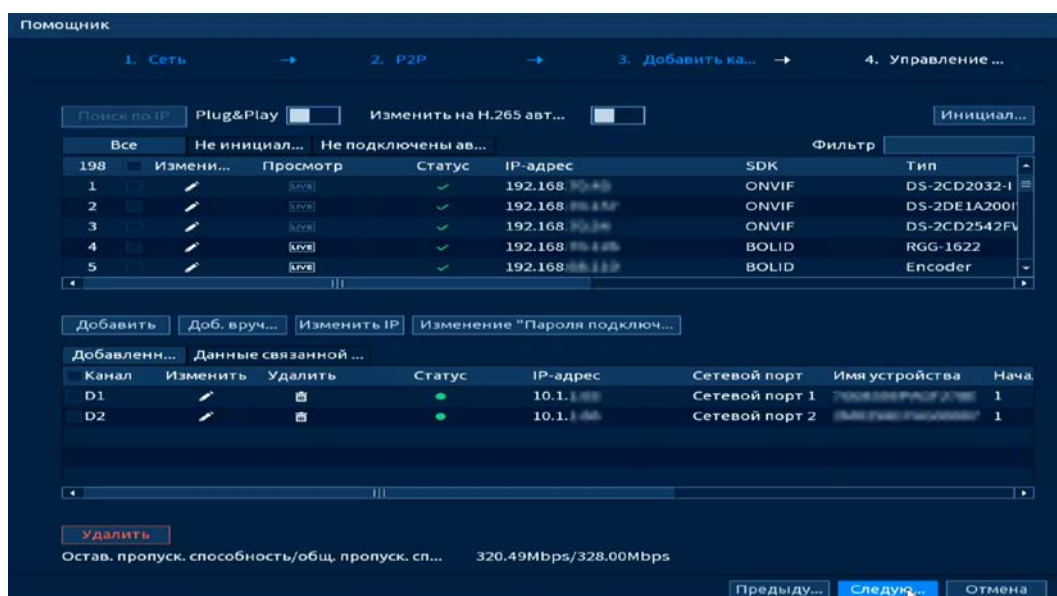 Помощник
1. Сеть → 2. P2P → 3. Добавить ка... → 4. Управление ...
Поиск по IP Plug&Play Изменить на H.265 авт... Инициал...
Все Не инициал... Не подключены ав... Фильтр
198 Измени... Просмотр Статус IP-адрес SDK Тип
1 LIVE 192.168. ONVIF DS-2CD2032-I
2 LIVE 192.168. ONVIF DS-2DE1A200I
3 LIVE 192.168. ONVIF DS-2CD2542F
4 LIVE 192.168. BOLID RGG-1622
5 LIVE 192.168. BOLID Encoder
Добавить Доб. вруч... Изменить IP Изменение "Пароля подключ...
Добавленн... Данные связанной ...
Канал Изменить Удалить Статус IP-адрес Сетевой порт Имя устройства Нача
D1 10.1. Сетевой порт 1 1
D2 10.1. Сетевой порт 2 1
Удалить
Остав. пропуск. способность/общ. пропуск. сп... 320.49Mbps/328.00Mbps
Предыду... Следую... Отмена